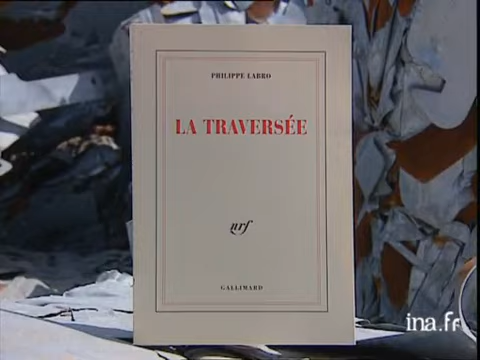 PHILIPPE LABRO
LA TRAVERSÉE
nrf
GALLIMARD
ina.fr